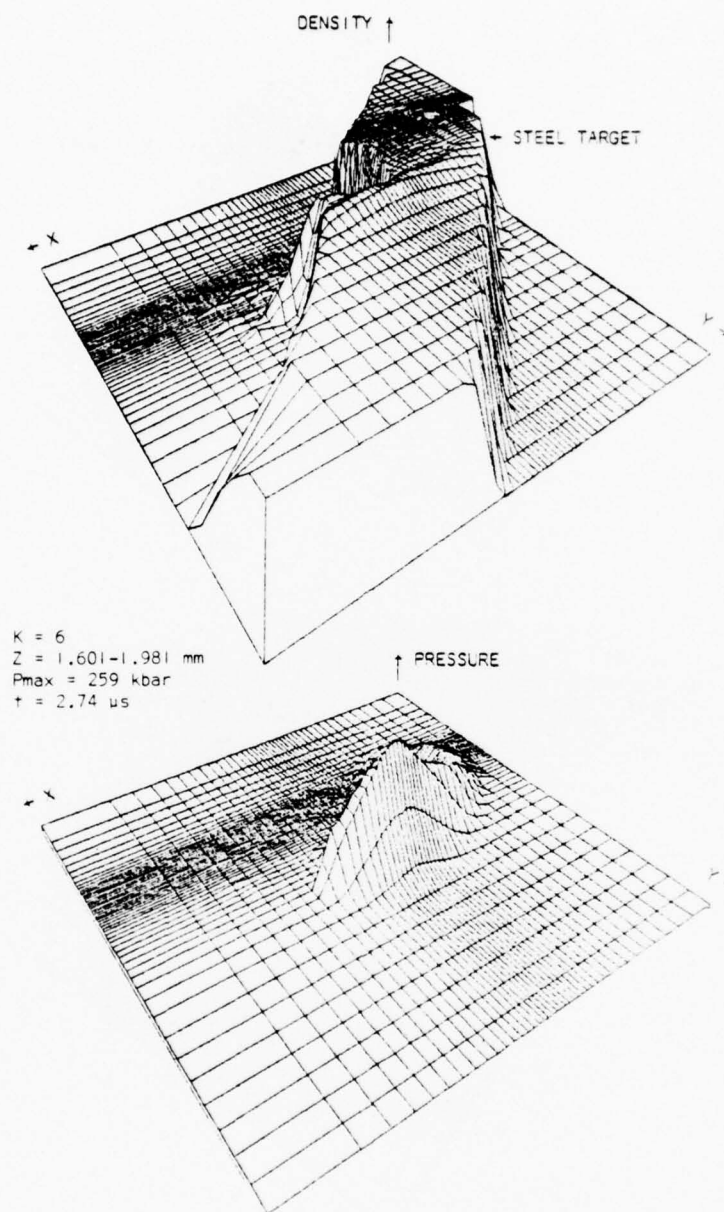 DENSITY ↑
← STEEL TARGET
← X
Y
K = 6
Z = 1.601-1.981 mm
Pmax = 259 kbar
t = 2.74 µs
↑ PRESSURE
← X
Y